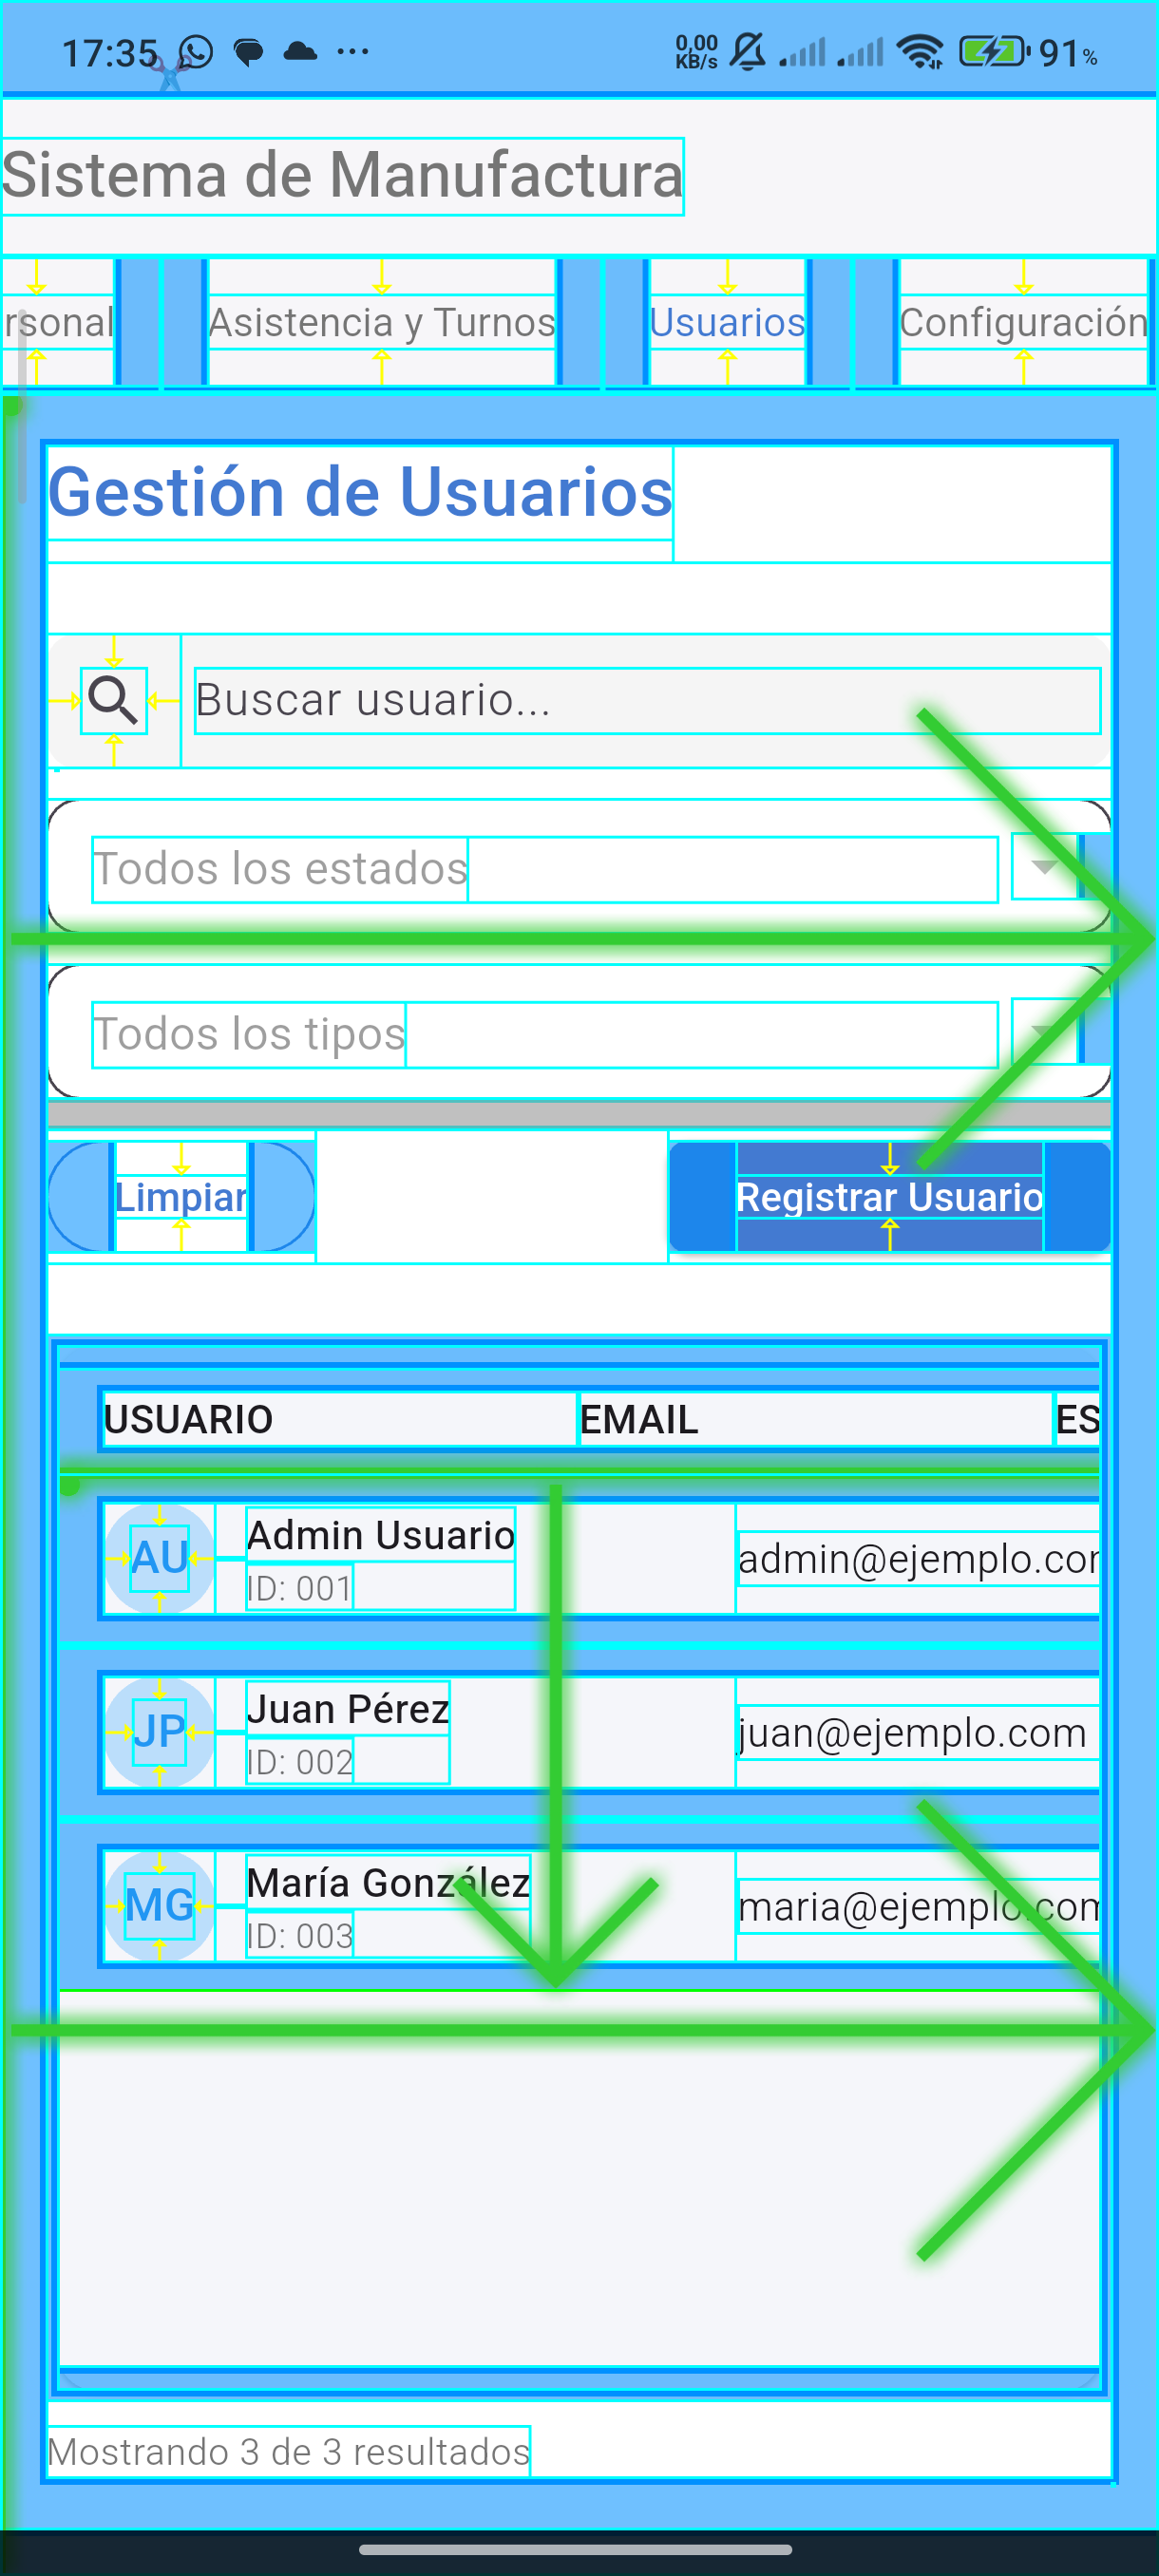 17:35 0,00 KB/s 91%
Sistema de Manufactura
rsonal Asistencia y Turnos Usuarios Configuración
Gestión de Usuarios
Buscar usuario...
Todos los estados
Todos los tipos
Limpiar Registrar Usuario
USUARIO EMAIL ES
AU Admin Usuario admin@ejemplo.com
ID: 001
JP Juan Pérez juan@ejemplo.com
ID: 002
MG María González maria@ejemplo.com
ID: 003
Mostrando 3 de 3 resultados